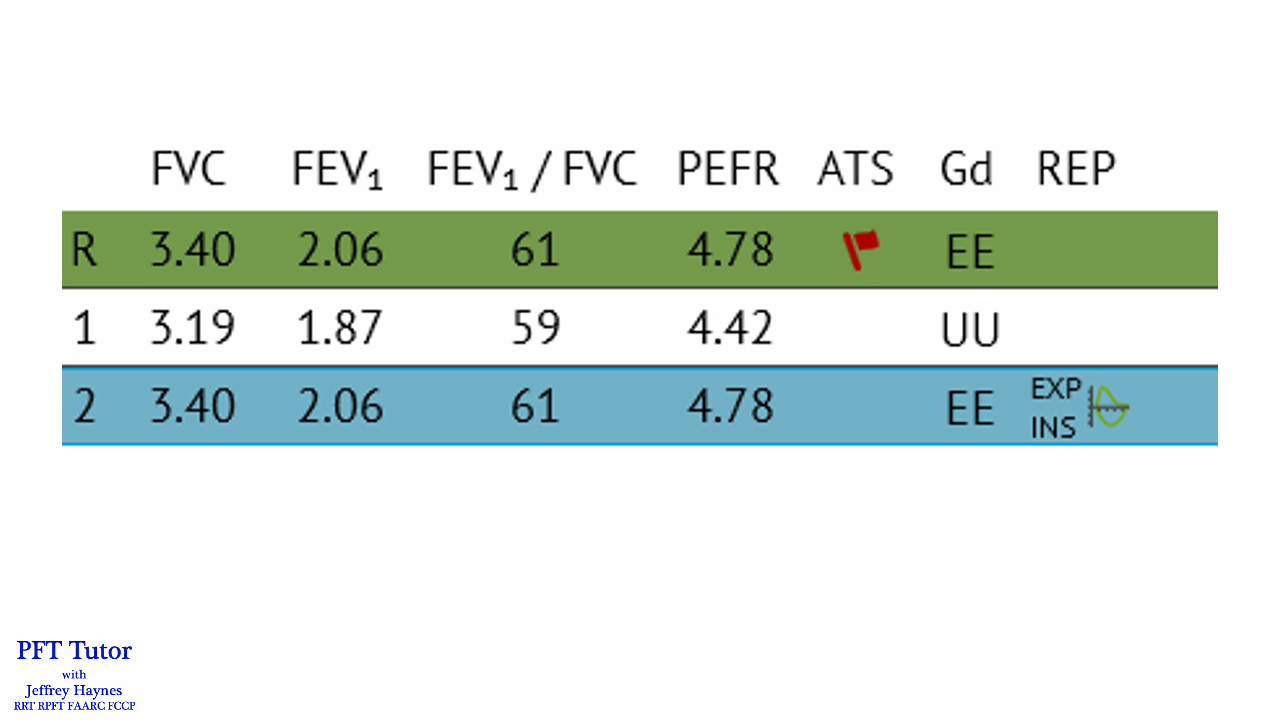 FVC FEV₁ FEV₁ / FVC PEFR ATS Gd REP
R 3.40 2.06 61 4.78 EE
1 3.19 1.87 59 4.42 UU
2 3.40 2.06 61 4.78 EE EXP INS
PFT Tutor
with
Jeffrey Haynes
RRT RPFT FAARC FCCP